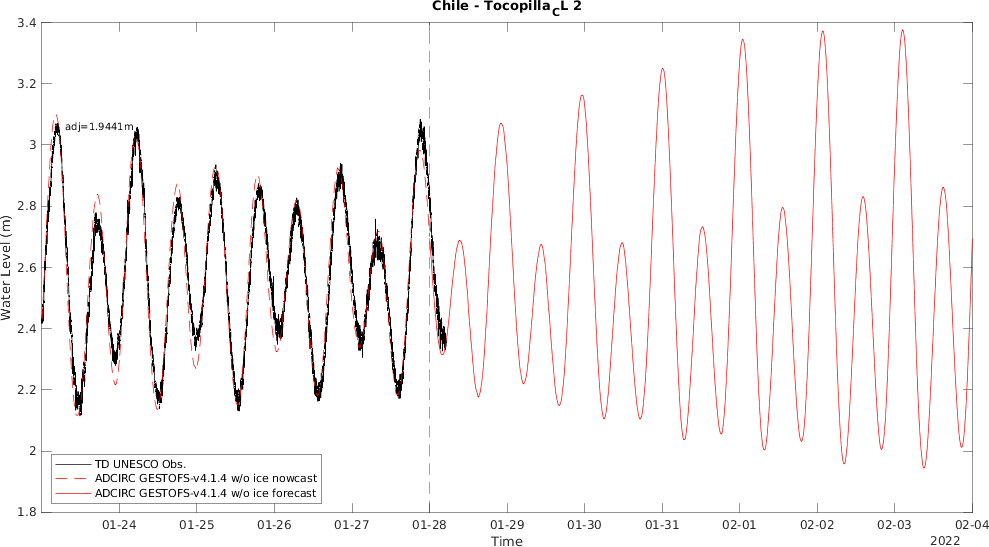 Chile - Tocopilla_CL 2
3.4
3.2
3
2.8
2.6
2.4
2.2
2
1.8
Water Level (m)
adj=1.9441m
TD UNESCO Obs.
ADCIRC GESTOFS-v4.1.4 w/o ice nowcast
ADCIRC GESTOFS-v4.1.4 w/o ice forecast
01-24 01-25 01-26 01-27 01-28 01-29 01-30 01-31 02-01 02-02 02-03 02-04
Time
2022